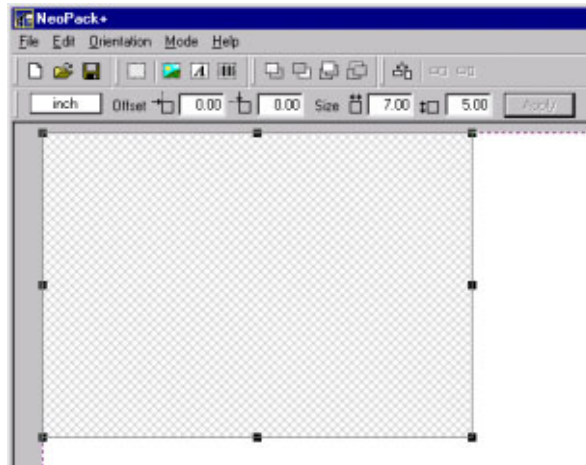 NeoPack+
File Edit Orientation Mode Help
A
inch Offset 0.00 0.00 Size 7.00 5.00 Apply